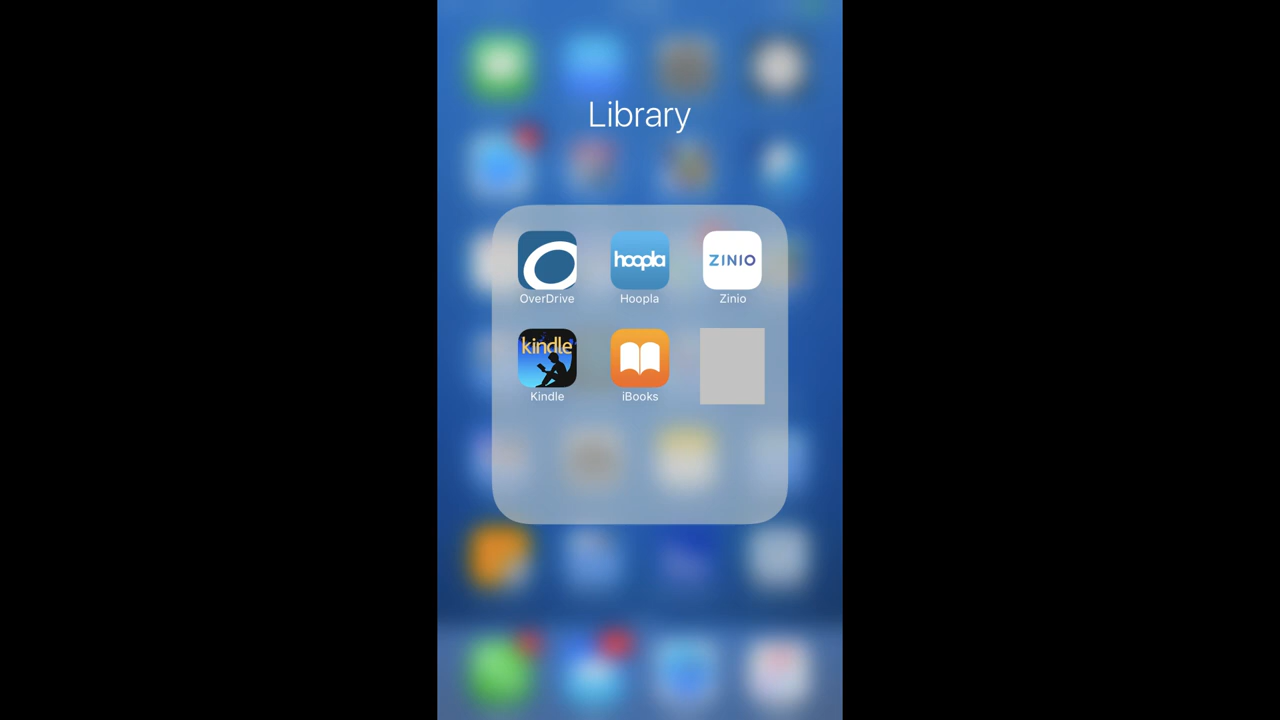 Library
hoopla
ZINIO
OverDrive
Hoopla
Zinio
kindle
Kindle
iBooks